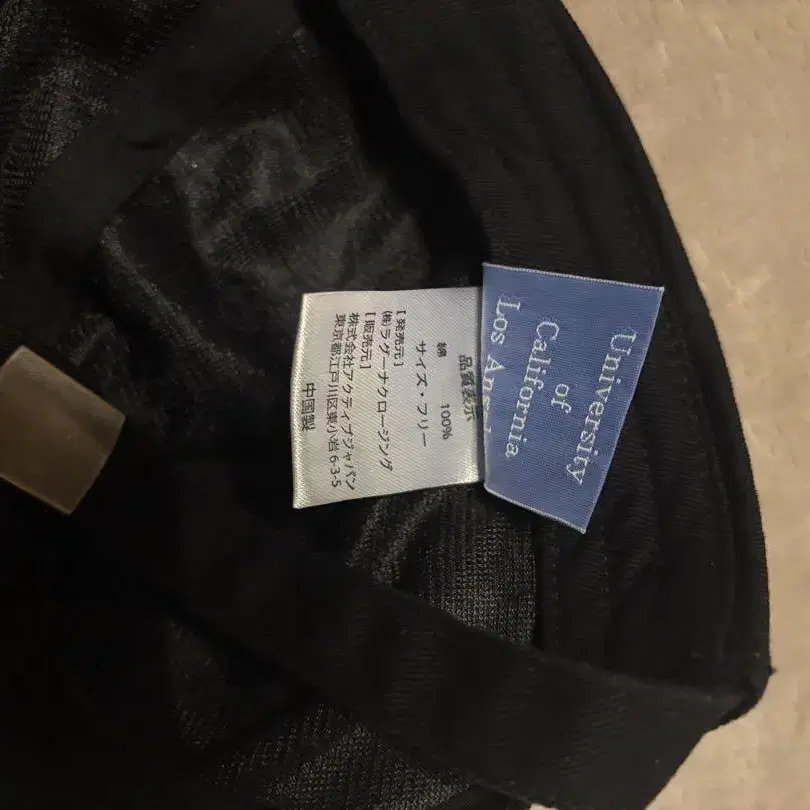 University
of
California
Los
品質表示
綿 100%
サイズ・フリー
【発売元】
㈱ラグーナクロージング
【販売元】
株式会社アクティブジャパン
東京都江戸川区東小岩6-3-5
中国製